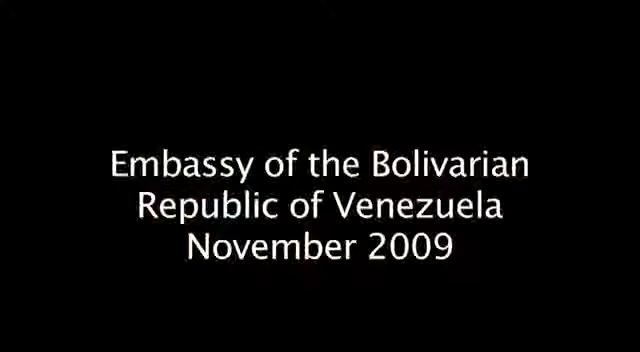 Embassy of the Bolivarian
Republic of Venezuela
November 2009